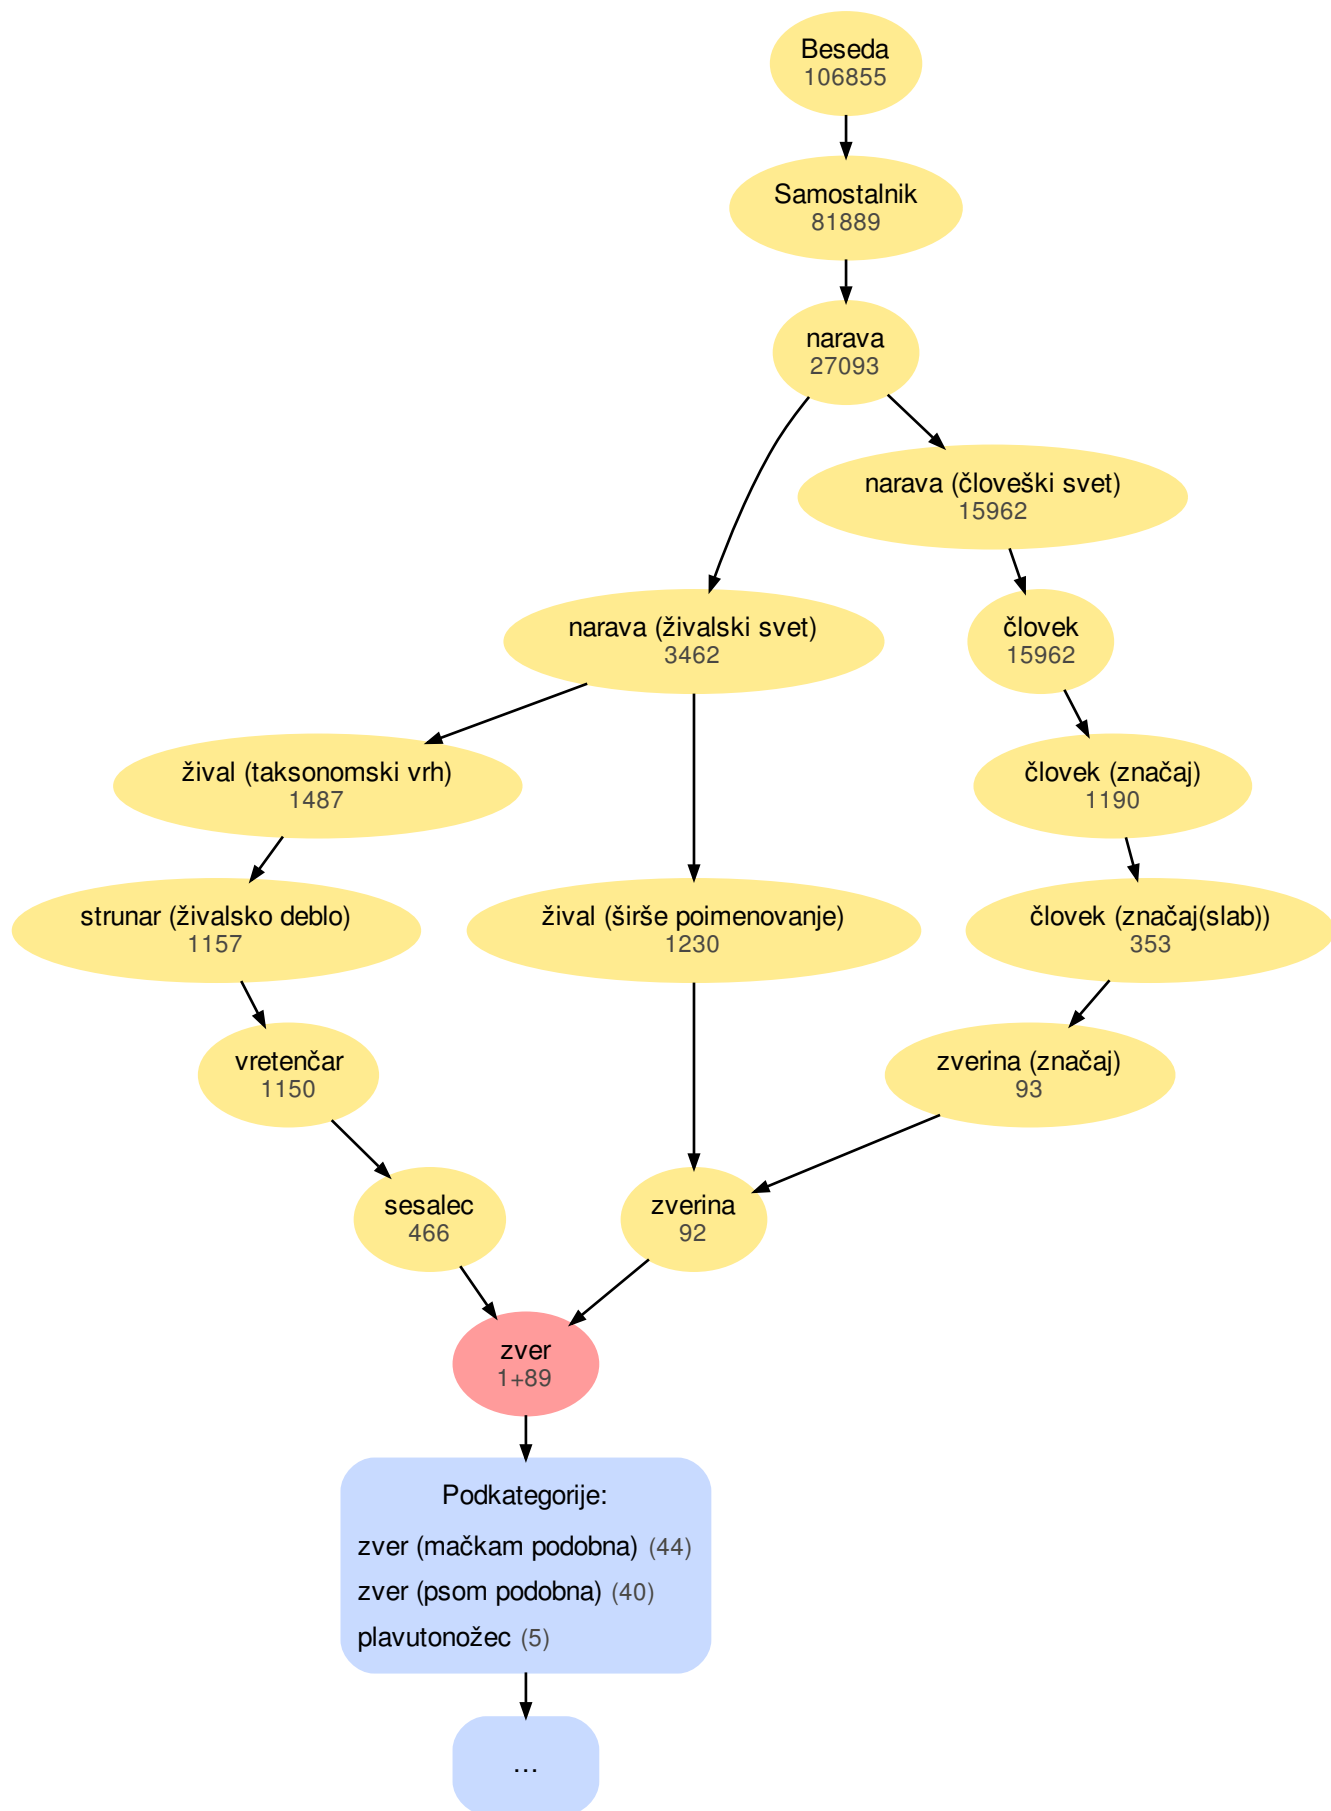 Beseda
106855
Samostalnik
81889
narava
27093
narava (človeški svet)
15962
narava (živalski svet)
3462
človek
15962
žival (taksonomski vrh)
1487
človek (značaj)
1190
strunar (živalsko deblo)
1157
žival (širše poimenovanje)
1230
človek (značaj(slab))
353
vretenčar
1150
zverina (značaj)
93
sesalec
466
zverina
92
zver
1+89
Podkategorije:
zver (mačkam podobna) (44)
zver (psom podobna) (40)
plavutonožec (5)
...